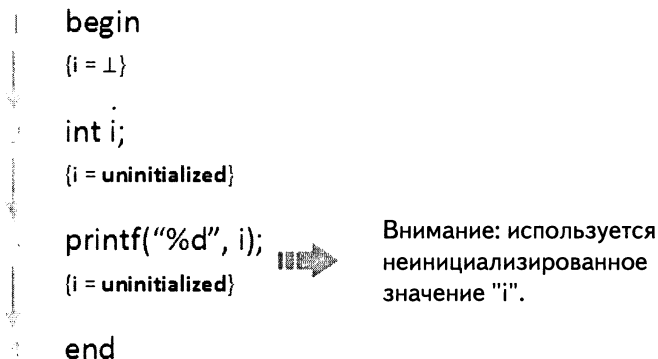 begin
{i = ⊥}
int i;
{i = uninitialized}
printf("%d", i);
Внимание: используется
неинициализированное
значение "i".
{i = uninitialized}
end